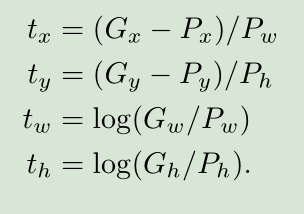 t_x = (G_x − P_x)/P_w
t_y = (G_y − P_y)/P_h
t_w = log(G_w/P_w)
t_h = log(G_h/P_h).